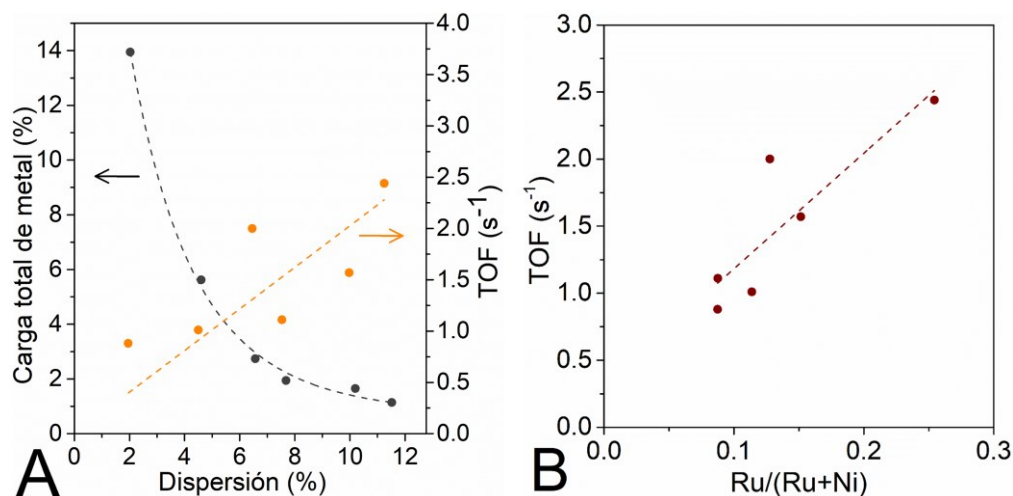 Carga total de metal (%)
14
12
10
8
6
4
2
0
0 2 4 6 8 10 12
Dispersión (%)
4.0
3.5
3.0
2.5
2.0
1.5
1.0
0.5
0.0
TOF (s⁻¹)
A
TOF (s⁻¹)
3.0
2.5
2.0
1.5
1.0
0.5
0.0
0.0 0.1 0.2 0.3
Ru/(Ru+Ni)
B